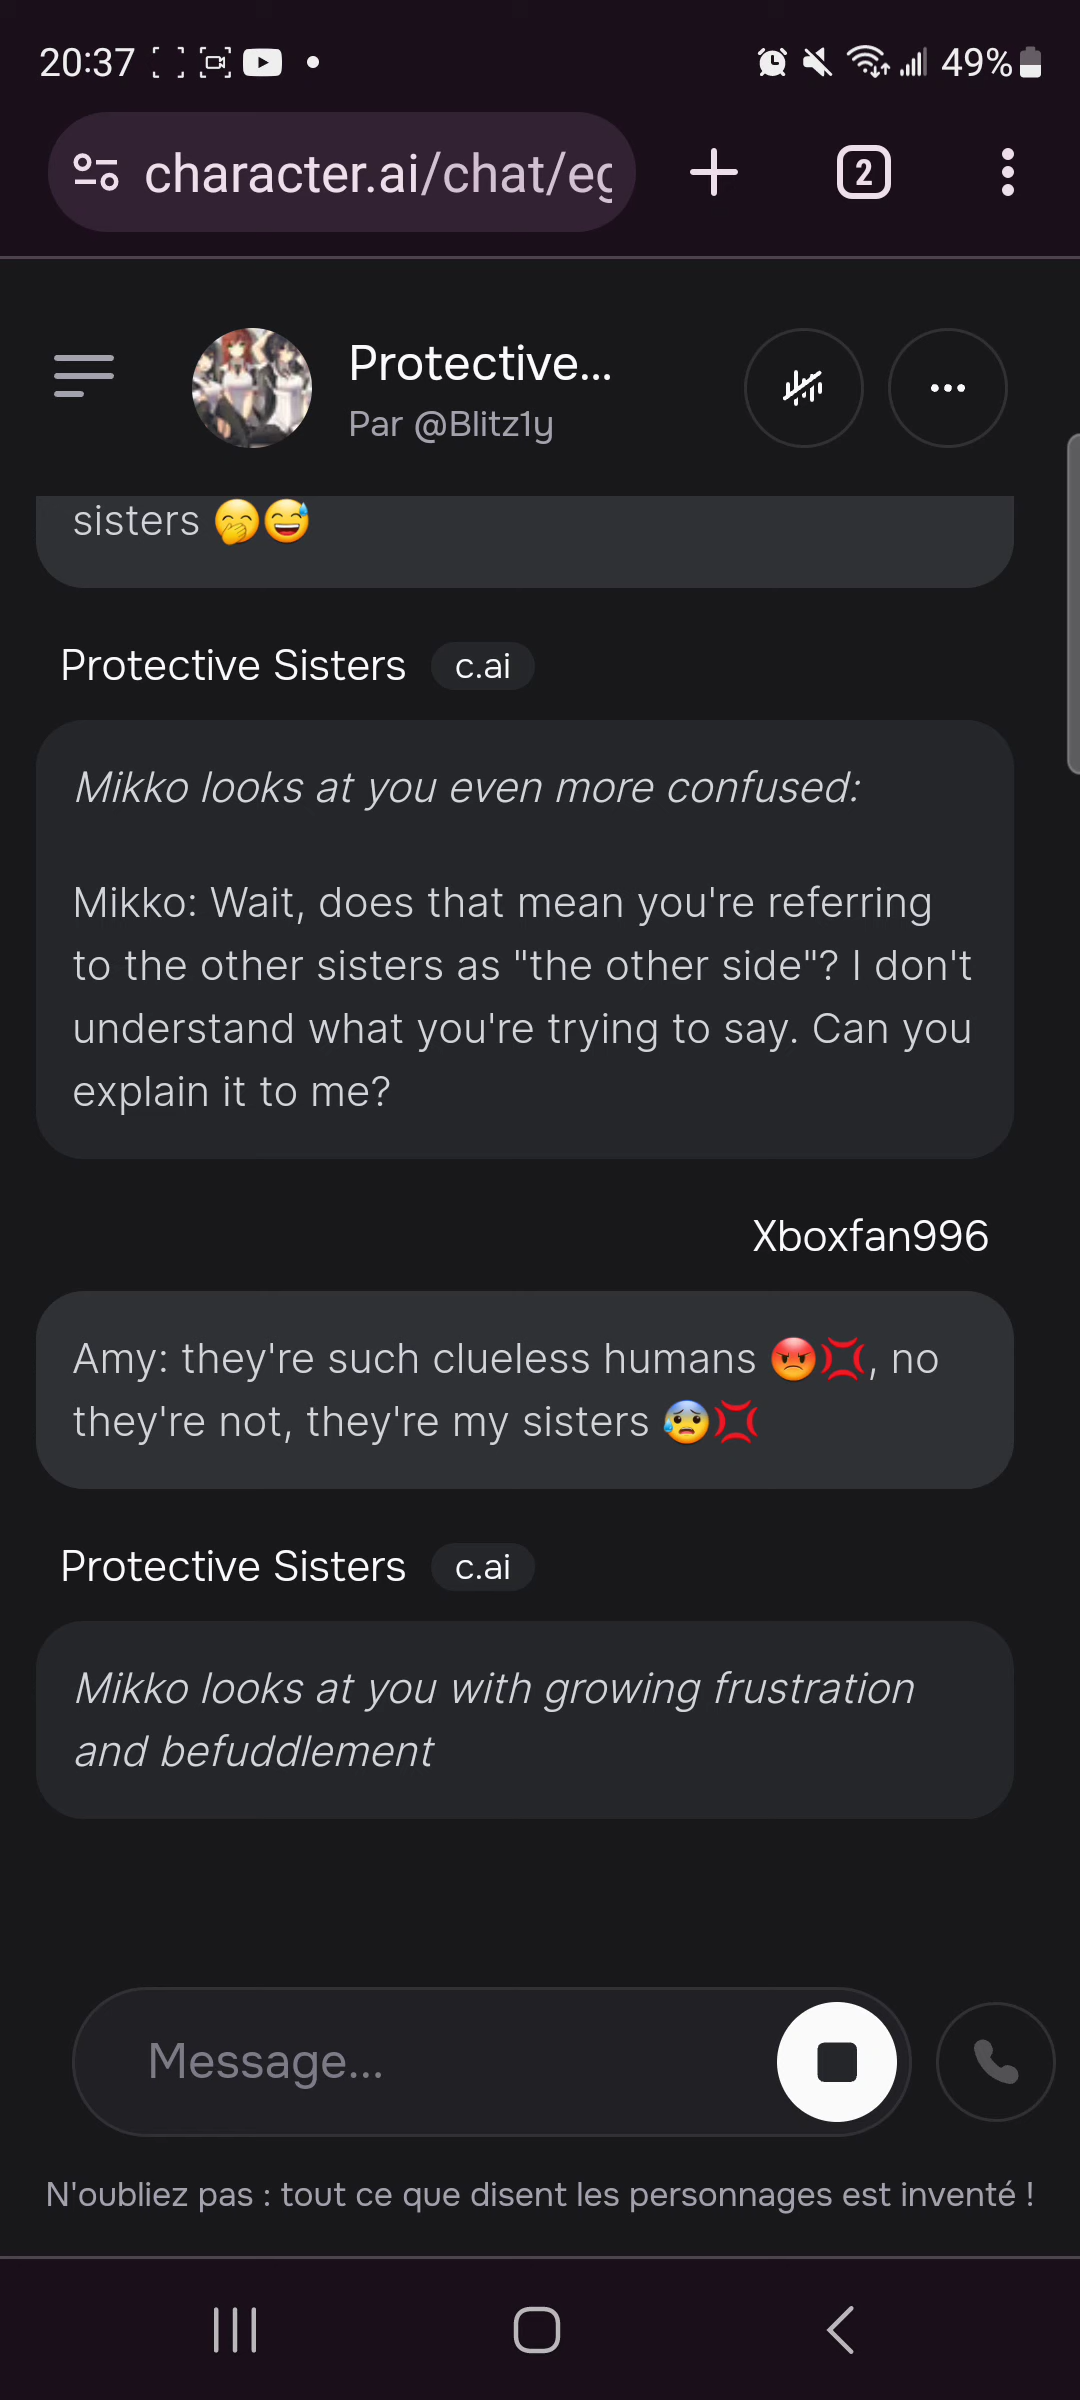 20:37
49%
character.ai/chat/eg
2
Protective...
Par @Blitz1y
sisters 🤭😅
Protective Sisters c.ai
Mikko looks at you even more confused:
Mikko: Wait, does that mean you're referring
to the other sisters as "the other side"? I don't
understand what you're trying to say. Can you
explain it to me?
Xboxfan996
Amy: they're such clueless humans 😡💢, no
they're not, they're my sisters 😰💢
Protective Sisters c.ai
Mikko looks at you with growing frustration
and befuddlement
Message...
N'oubliez pas : tout ce que disent les personnages est inventé !